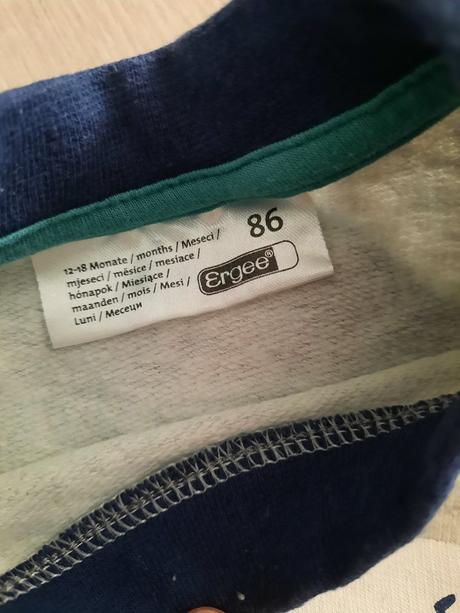 86
12-18 Monate / months / Meseci /
mjeseci / měsíce / mesiace /
hónapok / Miesiące /
maanden / mois / Mesi /
Luni / Месеци
Ergee®